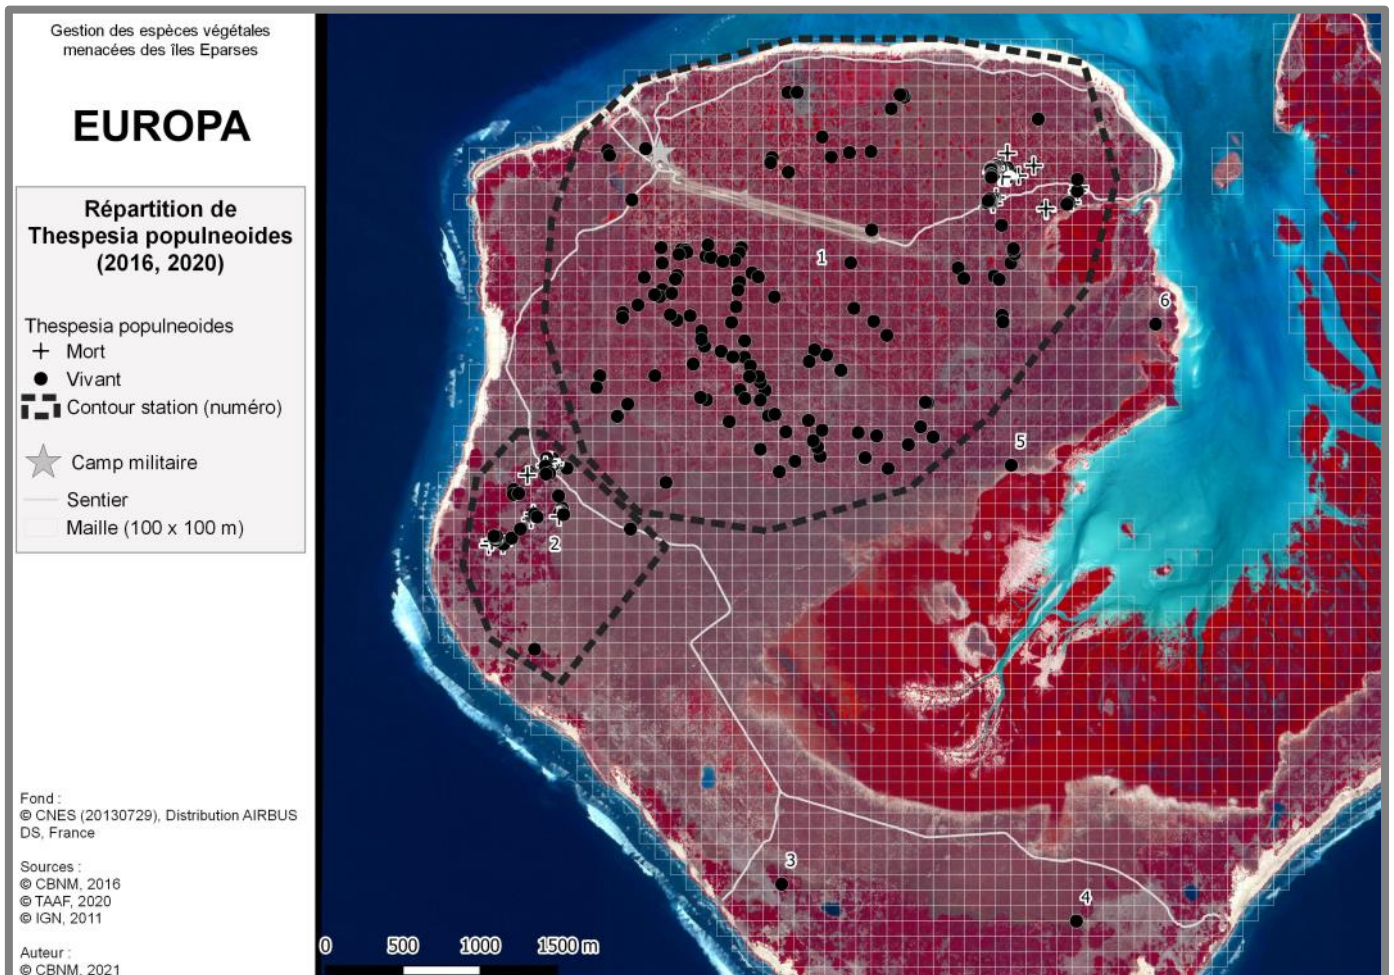 Gestion des espèces végétales
menacées des îles Eparses
EUROPA
Répartition de
Thespesia populneoides
(2016, 2020)
Thespesia populneoides
Mort
Vivant
Contour station (numéro)
Camp militaire
Sentier
Maille (100 x 100 m)
Fond :
© CNES (20130729), Distribution AIRBUS
DS, France
Sources :
© CBNM, 2016
© TAAF, 2020
© IGN, 2011
Auteur :
© CBNM, 2021
1
6
5
2
3
4
0 500 1000 1500 m